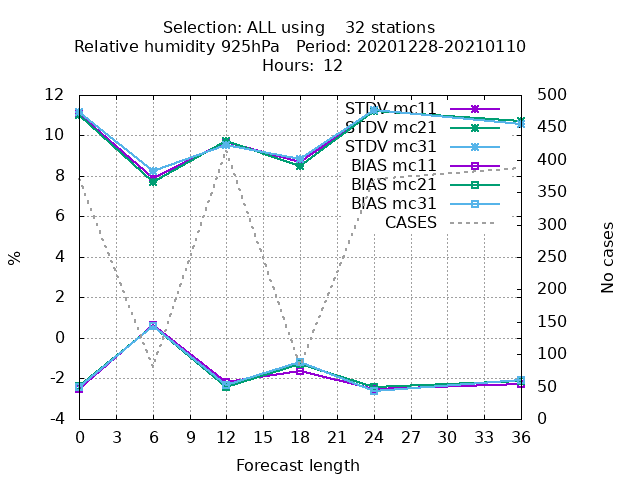 Selection: ALL using    32 stations
Relative humidity 925hPa   Period: 20201228-20210110
Hours:  12
12
10
8
6
4
2
0
-2
-4
%
500
450
400
350
300
250
200
150
100
50
0
No cases
STDV mc11
STDV mc21
STDV mc31
BIAS mc11
BIAS mc21
BIAS mc31
CASES
0 3 6 9 12 15 18 21 24 27 30 33 36
Forecast length